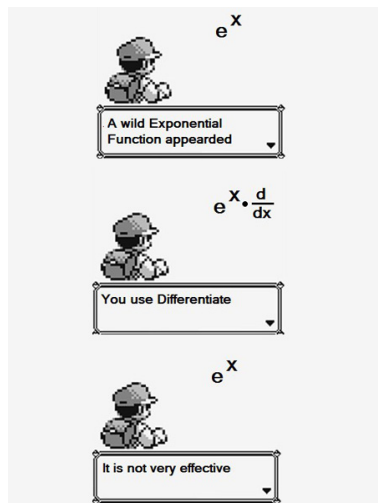 e^x
A wild Exponential
Function appearded
e^x · d/dx
You use Differentiate
e^x
It is not very effective